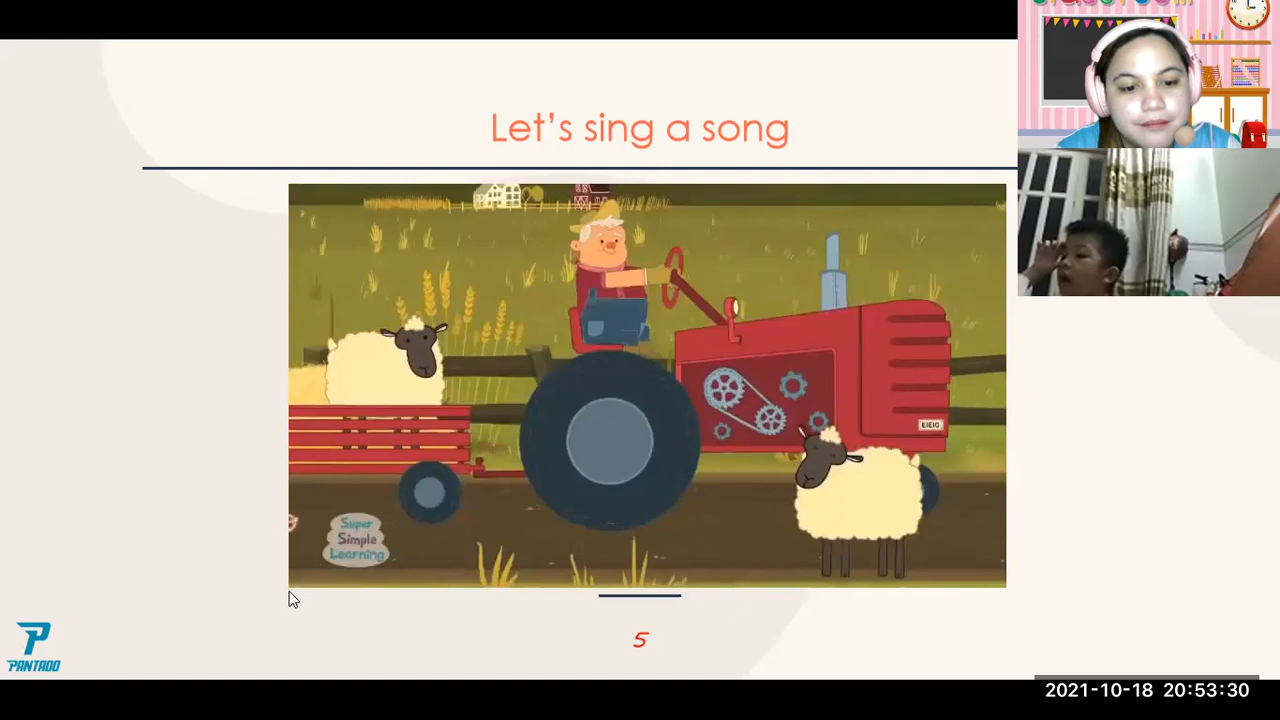 Let's sing a song
EIEIO
Super
Simple
Learning
5
PANTADO
2021-10-18 20:53:30